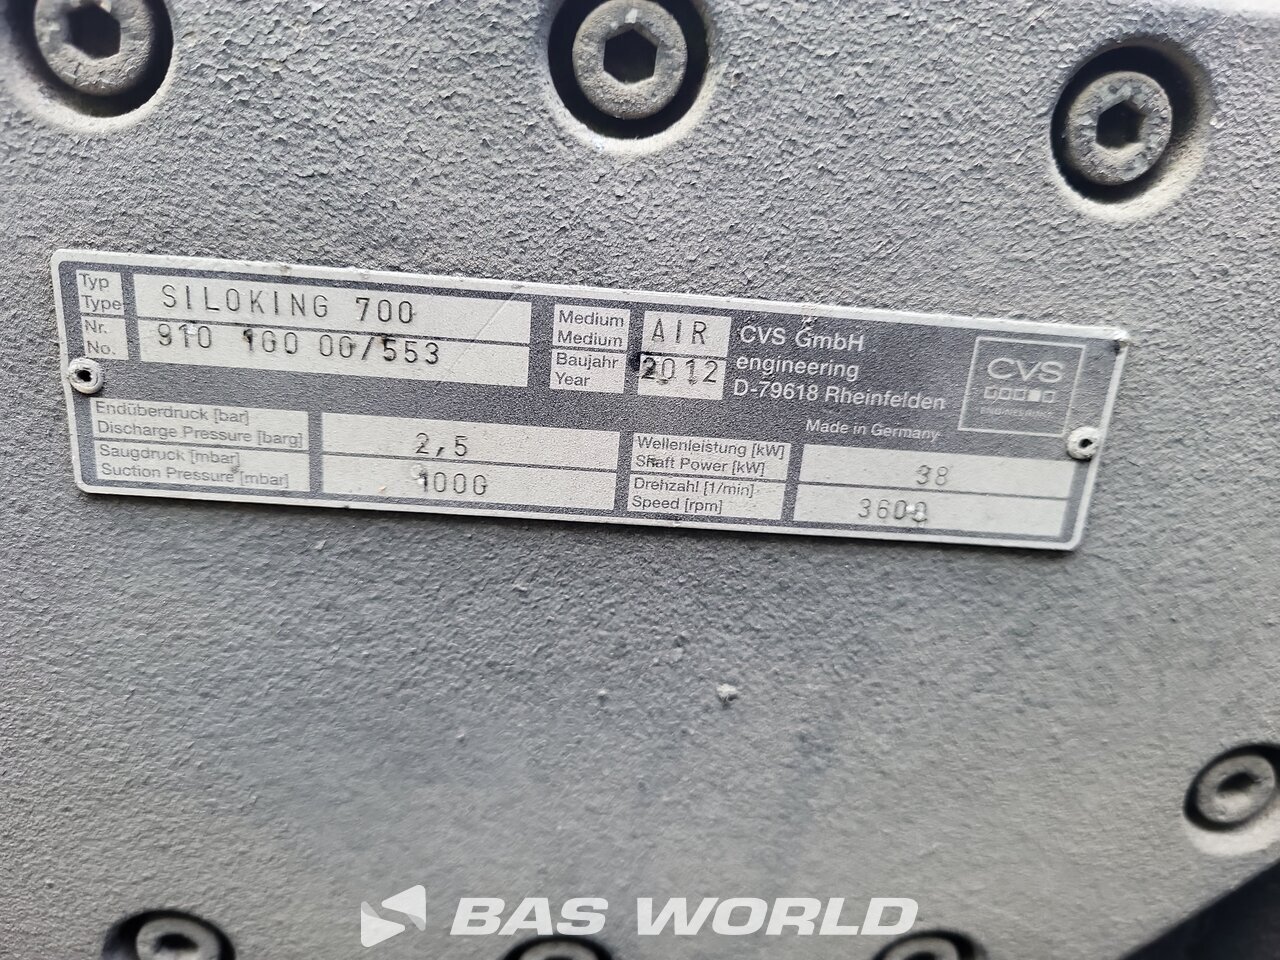 Typ
Type
SILOKING 700
Nr.
No.
910 100 00/553
Medium
Medium
AIR
Baujahr
Year
2012
CVS GmbH
engineering
D-79618 Rheinfelden
Made in Germany
CVS
ENGINEERING
Endüberdruck [bar]
Discharge Pressure [barg]
2,5
Saugdruck [mbar]
Suction Pressure [mbar]
1000
Wellenleistung [kW]
Shaft Power [kW]
38
Drehzahl [1/min]
Speed [rpm]
3600
BAS WORLD